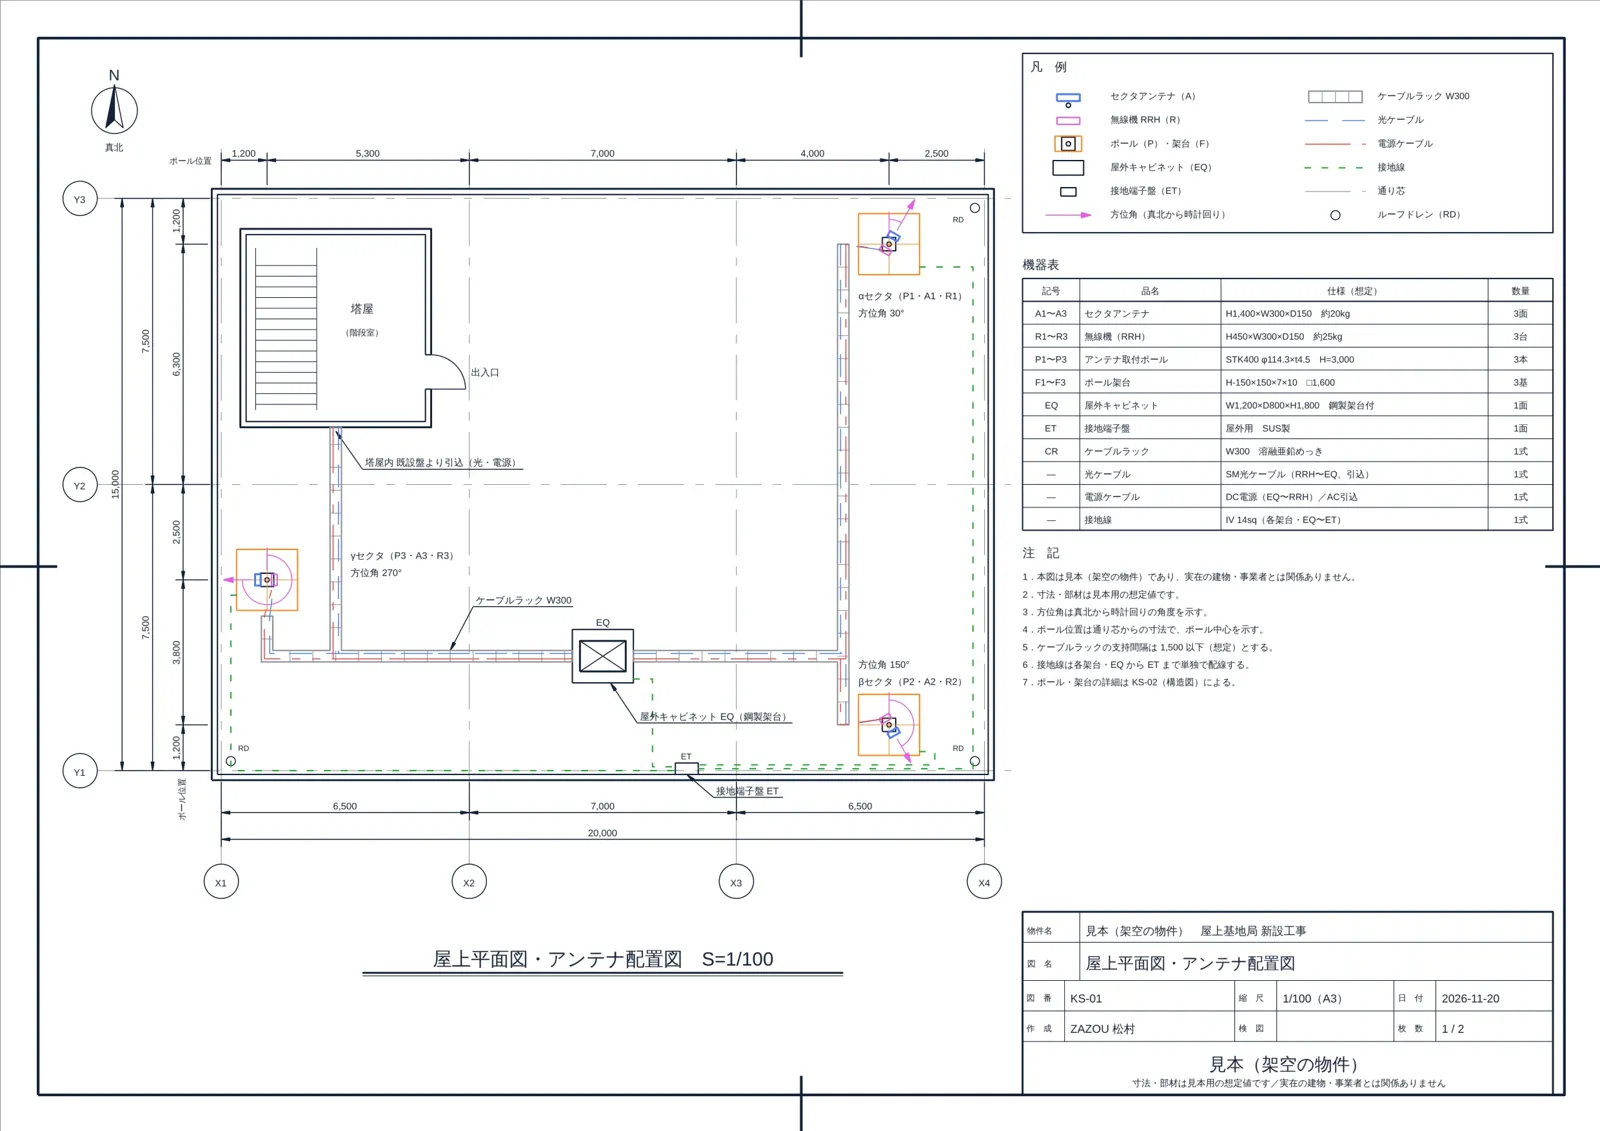 N
真北
ポール位置
1,200
5,300
7,000
4,000
2,500
Y3
Y2
Y1
1,200
6,300
2,500
3,800
1,200
7,500
7,500
15,000
ポール位置
塔屋
（階段室）
出入口
塔屋内 既設盤より引込（光・電源）
RD
αセクタ（P1・A1・R1）
方位角 30°
γセクタ（P3・A3・R3）
方位角 270°
ケーブルラック W300
EQ
方位角 150°
βセクタ（P2・A2・R2）
屋外キャビネット EQ（鋼製架台）
RD
RD
ET
接地端子盤 ET
6,500
7,000
6,500
20,000
X1
X2
X3
X4
屋上平面図・アンテナ配置図　S=1/100
凡　例
セクタアンテナ（A）
無線機 RRH（R）
ポール（P）・架台（F）
屋外キャビネット（EQ）
接地端子盤（ET）
方位角（真北から時計回り）
ケーブルラック W300
光ケーブル
電源ケーブル
接地線
通り芯
ルーフドレン（RD）
機器表
記号　品名　仕様（想定）　数量
A1〜A3　セクタアンテナ　H1,400×W300×D150　約20kg　3面
R1〜R3　無線機（RRH）　H450×W300×D150　約25kg　3台
P1〜P3　アンテナ取付ポール　STK400 φ114.3×t4.5　H=3,000　3本
F1〜F3　ポール架台　H-150×150×7×10　□1,600　3基
EQ　屋外キャビネット　W1,200×D800×H1,800　鋼製架台付　1面
ET　接地端子盤　屋外用　SUS製　1面
CR　ケーブルラック　W300　溶融亜鉛めっき　1式
—　光ケーブル　SM光ケーブル（RRH〜EQ、引込）　1式
—　電源ケーブル　DC電源（EQ〜RRH）／AC引込　1式
—　接地線　IV 14sq（各架台・EQ〜ET）　1式
注　記
1．本図は見本（架空の物件）であり、実在の建物・事業者とは関係ありません。
2．寸法・部材は見本用の想定値です。
3．方位角は真北から時計回りの角度を示す。
4．ポール位置は通り芯からの寸法で、ポール中心を示す。
5．ケーブルラックの支持間隔は 1,500 以下（想定）とする。
6．接地線は各架台・EQ から ET まで単独で配線する。
7．ポール・架台の詳細は KS-02（構造図）による。
物件名　見本（架空の物件）　屋上基地局 新設工事
図　名　屋上平面図・アンテナ配置図
図　番　KS-01　縮　尺　1/100（A3）　日　付　2026-11-20
作　成　ZAZOU 松村　検　図　枚　数　1 / 2
見本（架空の物件）
寸法・部材は見本用の想定値です／実在の建物・事業者とは関係ありません